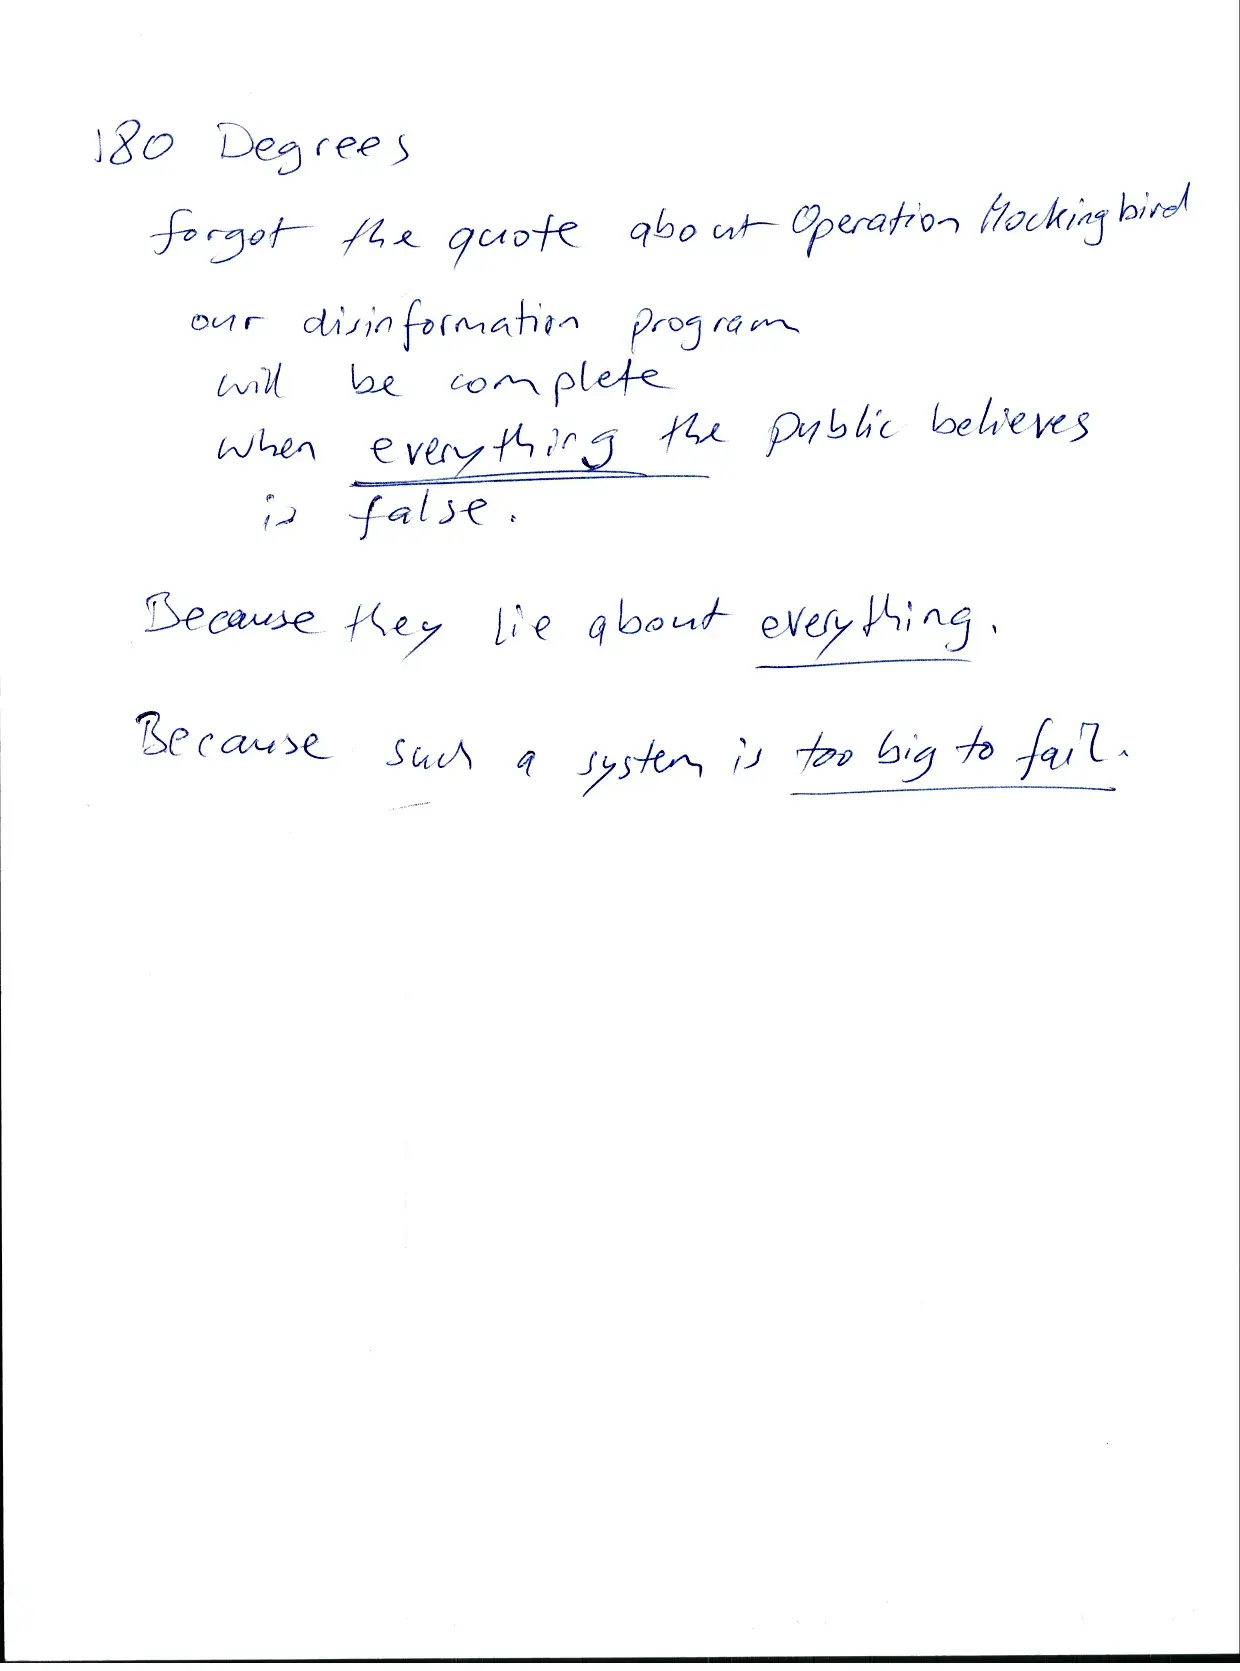 180 Degrees
forgot the quote about Operation Mockingbird
our disinformation program
will be complete
when everything the public believes
is false.
Because they lie about everything.
Because such a system is too big to fail.